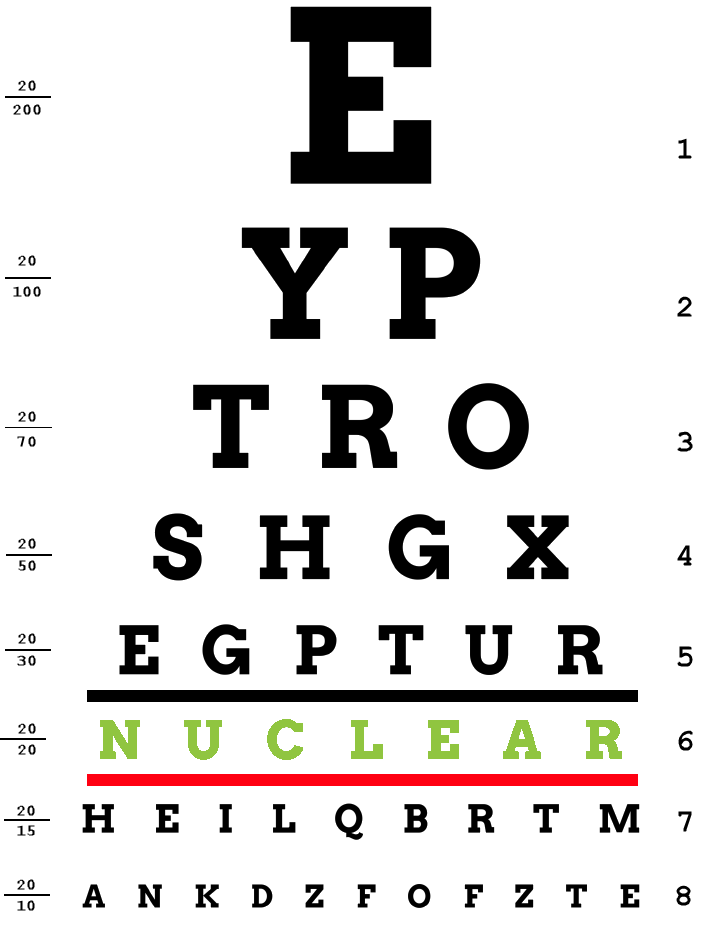 20/200 E 1
20/100 Y P 2
20/70 T R O 3
20/50 S H G X 4
20/30 E G P T U R 5
20/20 N U C L E A R 6
20/15 H E I L Q B R T M 7
20/10 A N K D Z F O F Z T E 8